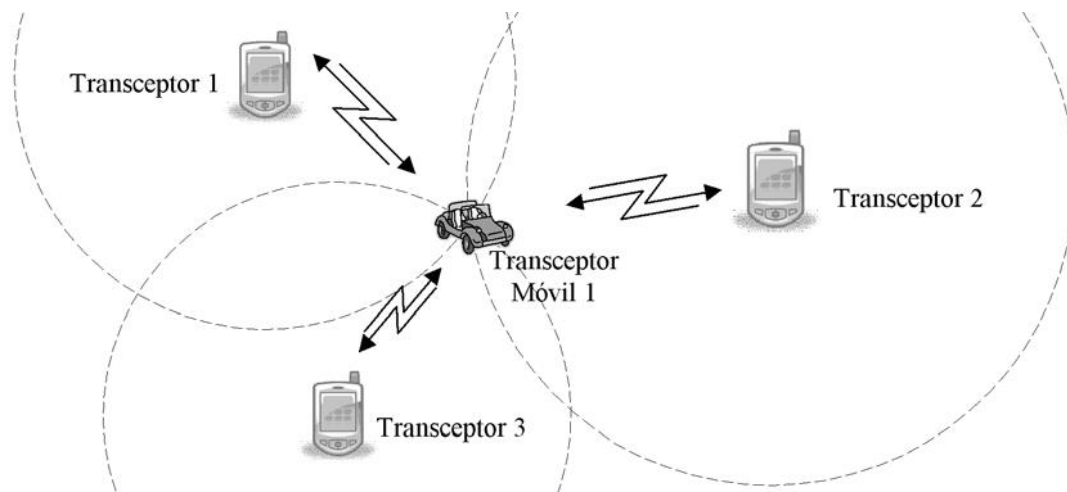 Transceptor 1
Transceptor 2
Transceptor
Móvil 1
Transceptor 3